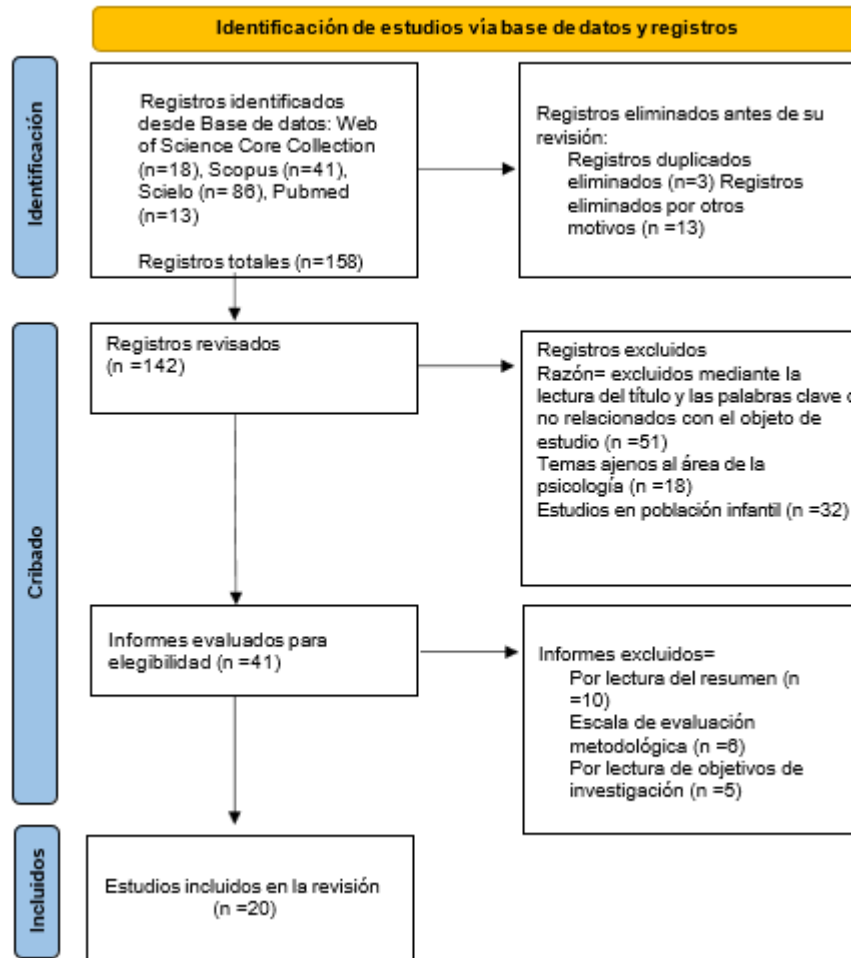 Identificación de estudios vía base de datos y registros
Identificación
Registros identificados
desde Base de datos: Web
of Science Core Collection
(n=18), Scopus (n=41),
Scielo (n= 86), Pubmed
(n=13)
Registros totales (n=158)
Registros eliminados antes de su
revisión:
Registros duplicados
eliminados (n=3) Registros
eliminados por otros
motivos (n =13)
Cribado
Registros revisados
(n =142)
Registros excluidos
Razón= excluidos mediante la
lectura del título y las palabras clave o
no relacionados con el objeto de
estudio (n =51)
Temas ajenos al área de la
psicología (n =18)
Estudios en población infantil (n =32)
Informes evaluados para
elegibilidad (n =41)
Informes excluidos=
Por lectura del resumen (n
=10)
Escala de evaluación
metodológica (n =6)
Por lectura de objetivos de
investigación (n =5)
Incluidos
Estudios incluidos en la revisión
(n =20)